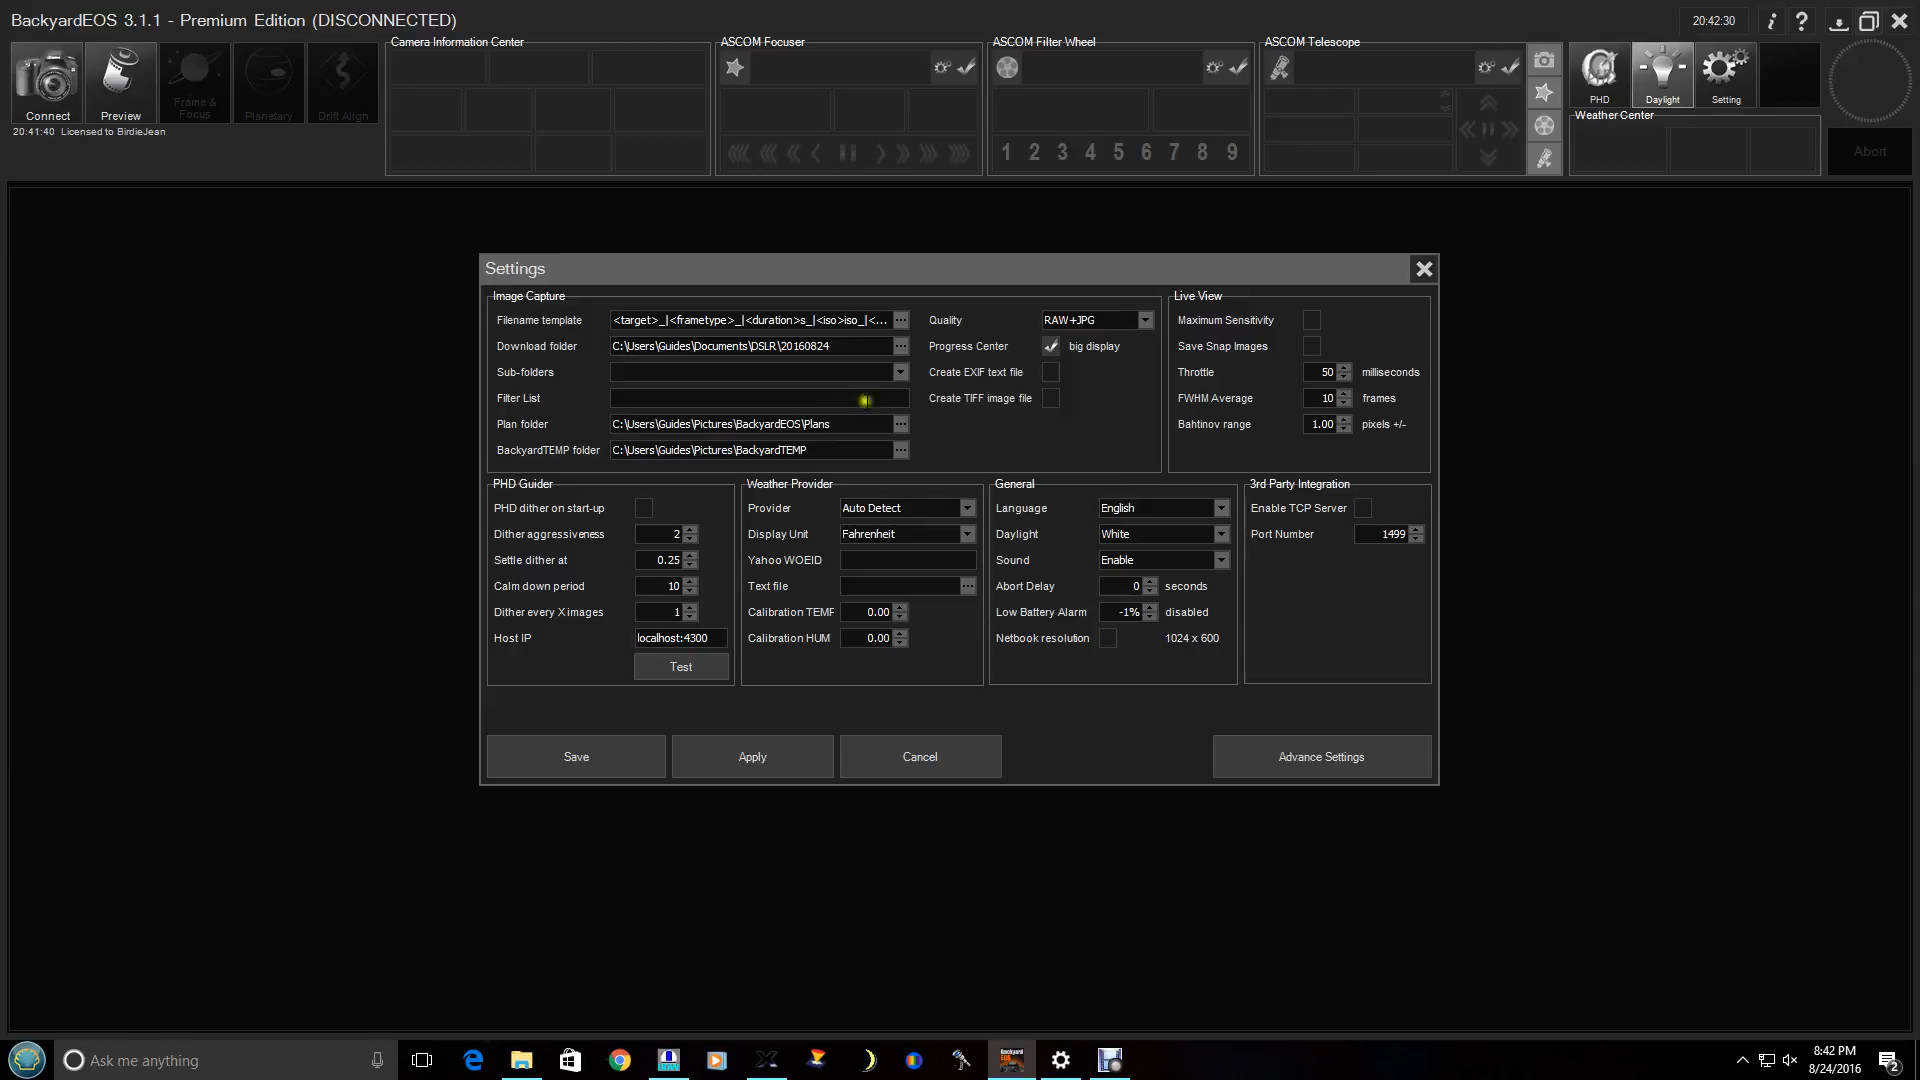 BackyardEOS 3.1.1 - Premium Edition (DISCONNECTED)
20:42:30
Camera Information Center
ASCOM Focuser
ASCOM Filter Wheel
ASCOM Telescope
Connect
Preview
Frame & Focus
Planetary
Drift Align
PHD
Daylight
Setting
20:41:40 Licensed to BirdieJean
Weather Center
1 2 3 4 5 6 7 8 9
Abort
Settings
Image Capture
Filename template <target>_|<frametype>_|<duration>s_|<iso>iso_|<...
Download folder C:\Users\Guides\Documents\DSLR\20160824
Sub-folders
Filter List
Plan folder C:\Users\Guides\Pictures\BackyardEOS\Plans
BackyardTEMP folder C:\Users\Guides\Pictures\BackyardTEMP
Quality RAW+JPG
Progress Center big display
Create EXIF text file
Create TIFF image file
Live View
Maximum Sensitivity
Save Snap Images
Throttle 50 milliseconds
FWHM Average 10 frames
Bahtinov range 1.00 pixels +/-
PHD Guider
PHD dither on start-up
Dither aggressiveness 2
Settle dither at 0.25
Calm down period 10
Dither every X images 1
Host IP localhost:4300
Test
Weather Provider
Provider Auto Detect
Display Unit Fahrenheit
Yahoo WOEID
Text file
Calibration TEMP 0.00
Calibration HUM 0.00
General
Language English
Daylight White
Sound Enable
Abort Delay 0 seconds
Low Battery Alarm -1% disabled
Netbook resolution 1024 x 600
3rd Party Integration
Enable TCP Server
Port Number 1499
Save
Apply
Cancel
Advance Settings
Ask me anything
8:42 PM
8/24/2016
2